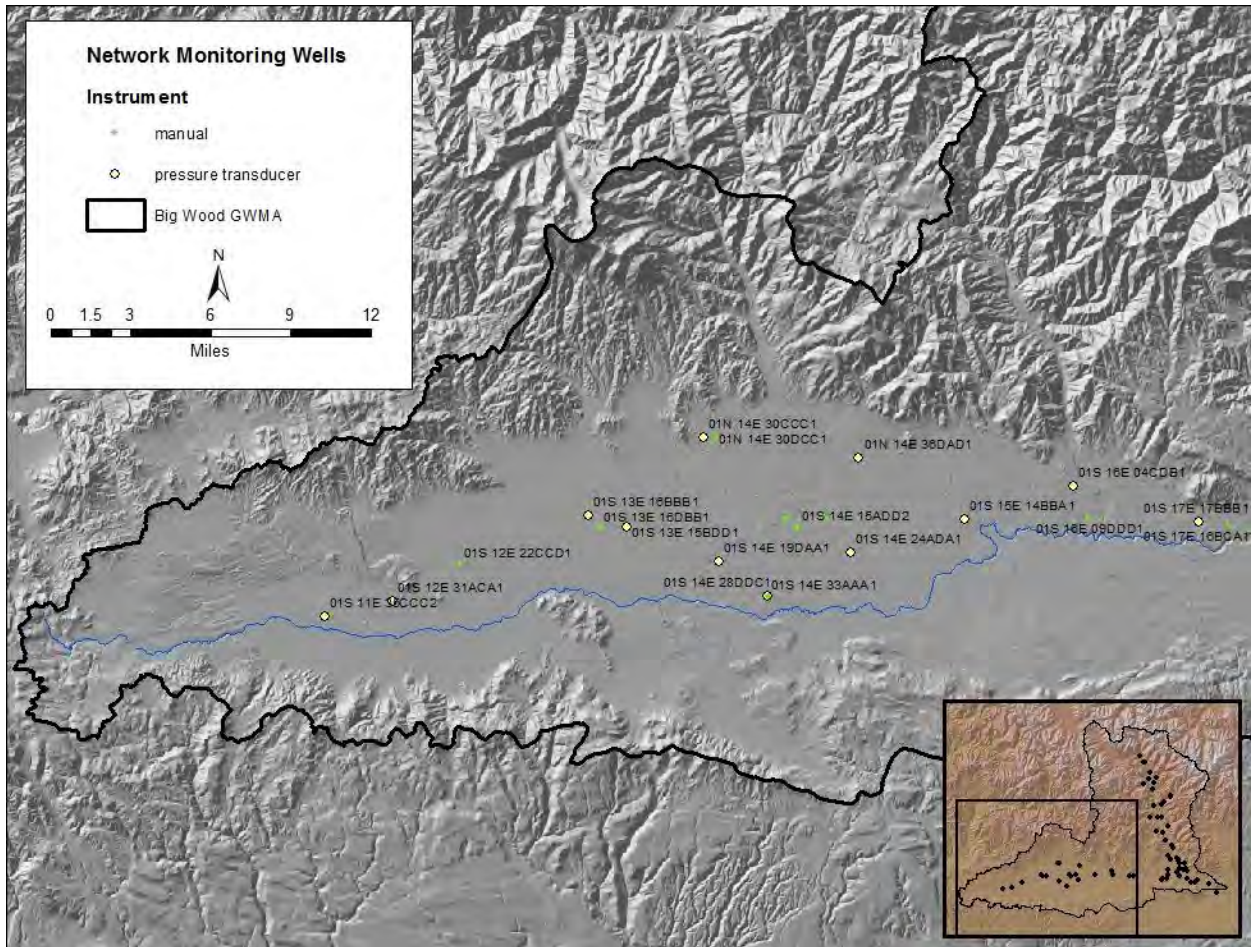 Network Monitoring Wells
Instrument
manual
pressure transducer
Big Wood GWMA
N
0 1.5 3 6 9 12
Miles
01N 14E 30CCC1
01N 14E 30DCC1
01N 14E 36DAD1
01S 16E 04CDB1
01S 13E 16BBB1
01S 13E 16DBB1
01S 13E 15BDD1
01S 14E 15ADD2
01S 15E 14BBA1
01S 17E 17BBB1
01S 16E 09DDD1
01S 17E 16BCA1
01S 12E 22CCD1
01S 14E 19DAA1
01S 14E 24ADA1
01S 12E 31ACA1
01S 14E 28DDC1
01S 14E 33AAA1